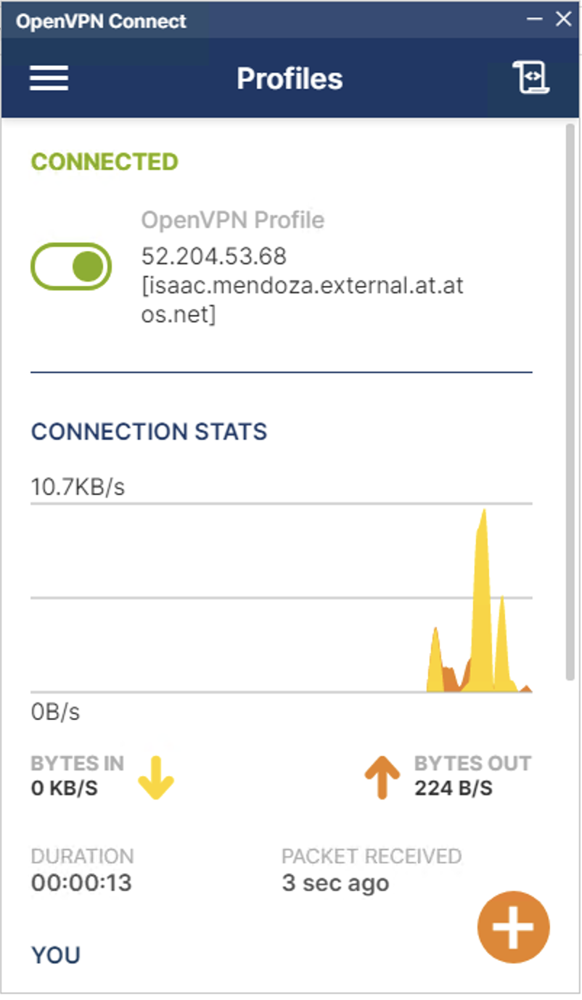 OpenVPN Connect
Profiles
CONNECTED
OpenVPN Profile
52.204.53.68
[isaac.mendoza.external.at.at
os.net]
CONNECTION STATS
10.7KB/s
0B/s
BYTES IN
0 KB/S
BYTES OUT
224 B/S
DURATION
00:00:13
PACKET RECEIVED
3 sec ago
YOU